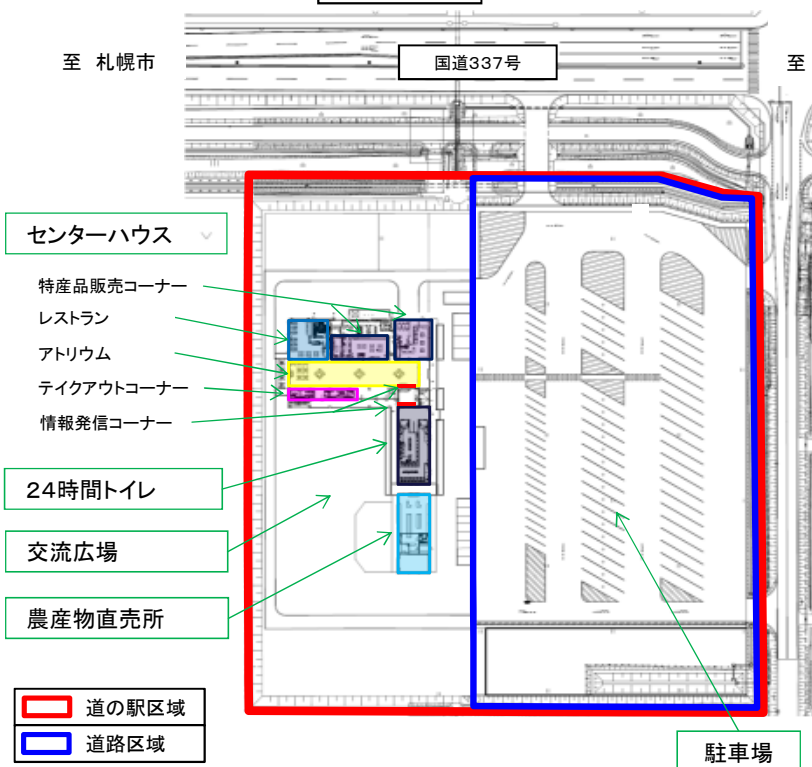 至 札幌市
国道337号
至
センターハウス
特産品販売コーナー
レストラン
アトリウム
テイクアウトコーナー
情報発信コーナー
24時間トイレ
交流広場
農産物直売所
道の駅区域
道路区域
駐車場